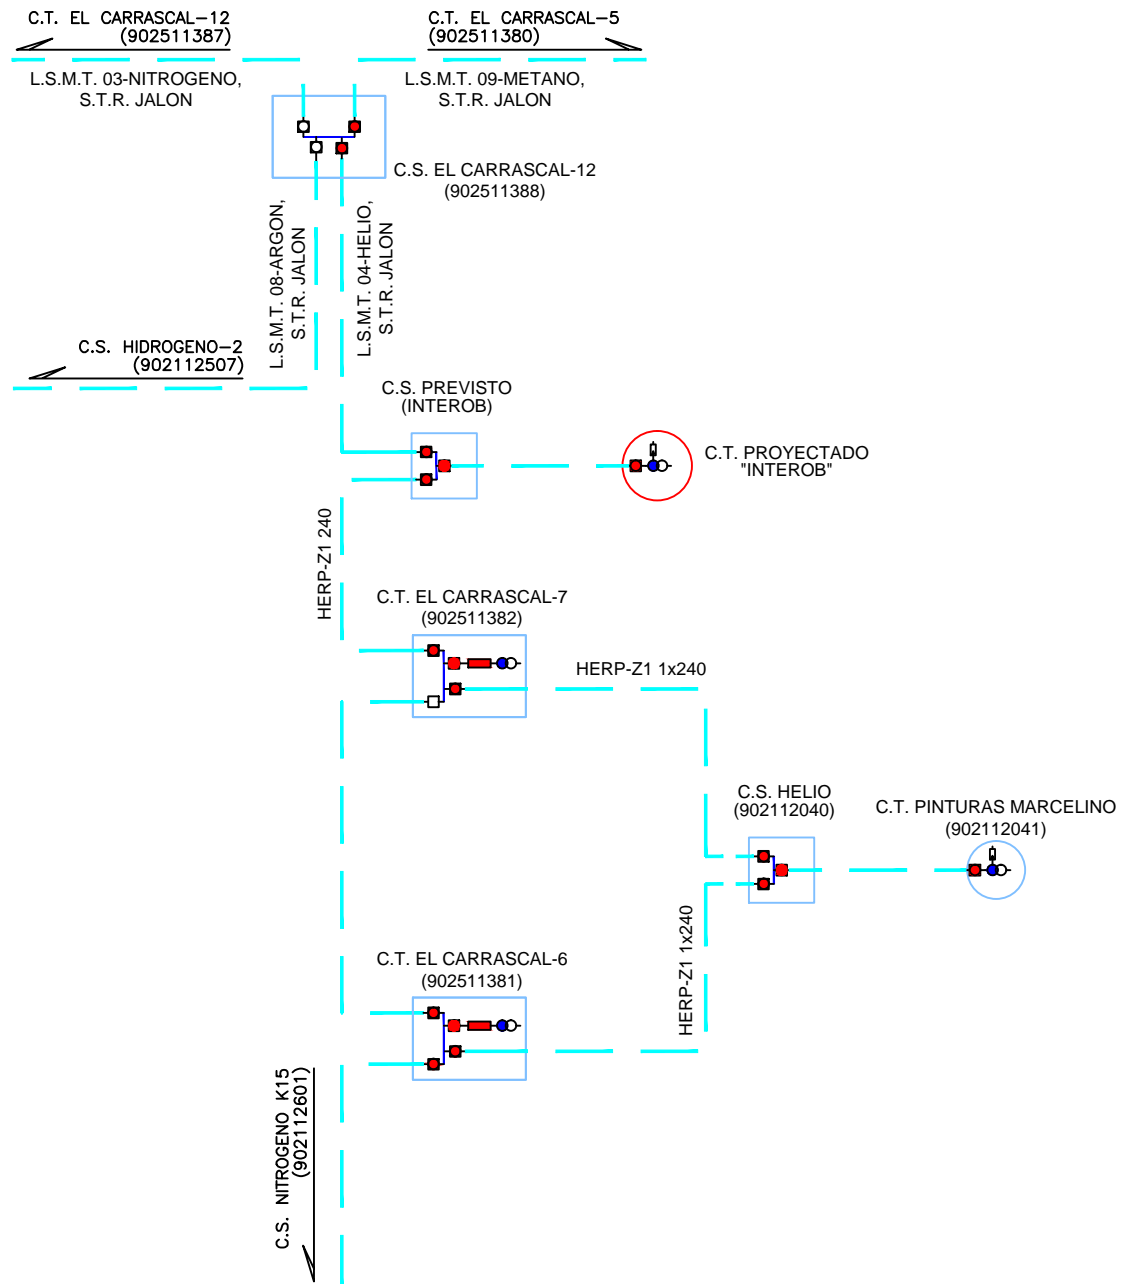 C.T. EL CARRASCAL-12
(902511387)
C.T. EL CARRASCAL-5
(902511380)
L.S.M.T. 03-NITROGENO,
S.T.R. JALON
L.S.M.T. 09-METANO,
S.T.R. JALON
C.S. EL CARRASCAL-12
(902511388)
L.S.M.T. 08-ARGON,
S.T.R. JALON
L.S.M.T. 04-HELIO,
S.T.R. JALON
C.S. HIDROGENO-2
(902112507)
C.S. PREVISTO
(INTEROB)
C.T. PROYECTADO
"INTEROB"
HERP-Z1 240
C.T. EL CARRASCAL-7
(902511382)
HERP-Z1 1x240
C.S. HELIO
(902112040)
C.T. PINTURAS MARCELINO
(902112041)
HERP-Z1 1x240
C.T. EL CARRASCAL-6
(902511381)
C.S. NITROGENO K15
(902112601)